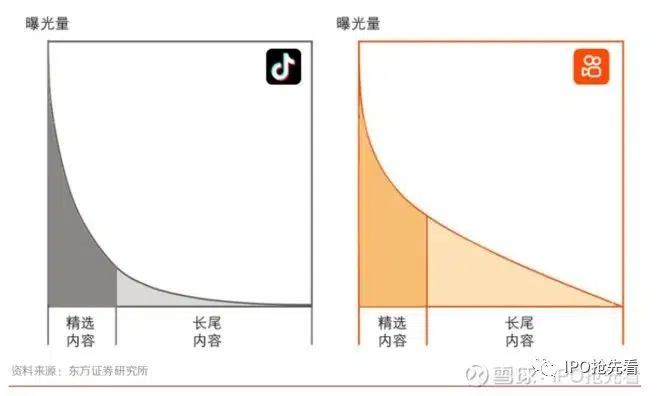 曝光量
曝光量
精选
内容
长尾
内容
精选
内容
长尾
内容
资料来源：东方证券研究所
雪球·IPO抢先看
IPO抢先看